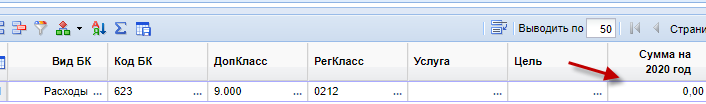 Выводить по 50
Вид БК Код БК ДопКласс РегКласс Услуга Цель Сумма на
2020 год
Расходы ... 623 ... 9.000 ... 0212 ... ... ... 0,00